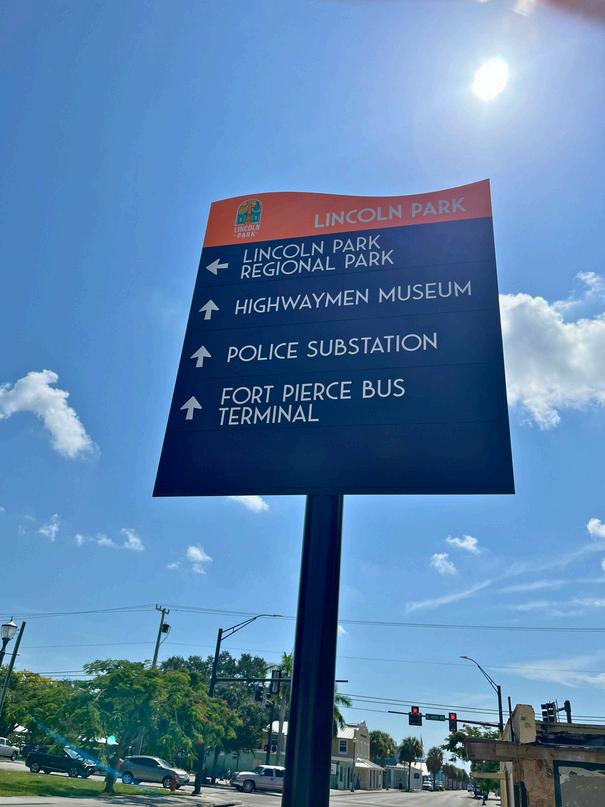 LINCOLN
PARK
LINCOLN PARK
LINCOLN PARK
REGIONAL PARK
HIGHWAYMEN MUSEUM
POLICE SUBSTATION
FORT PIERCE BUS
TERMINAL